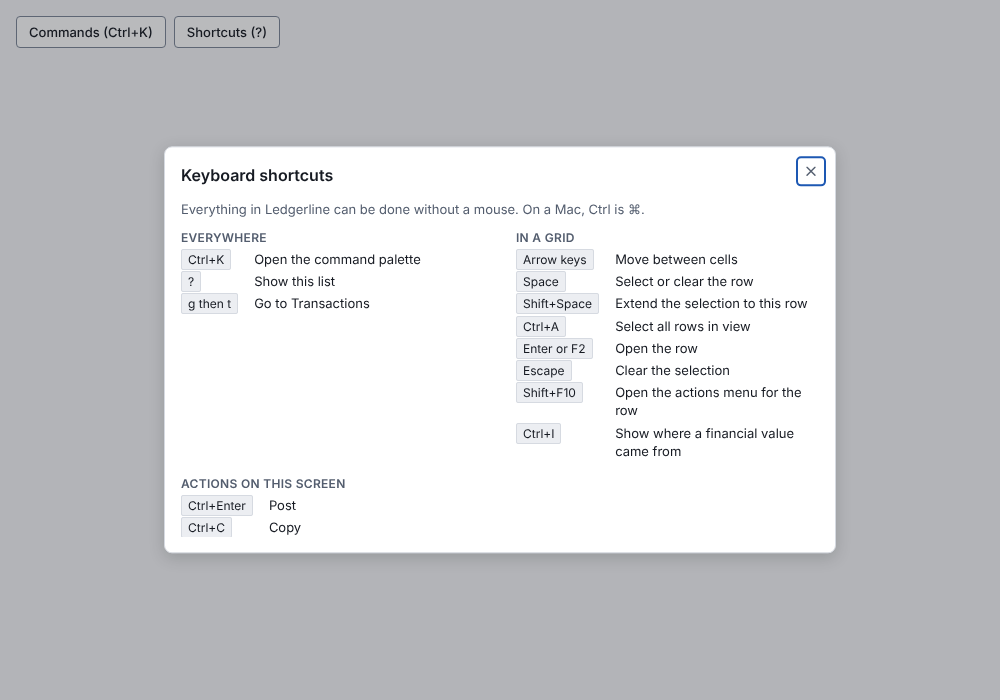 Commands (Ctrl+K)
Shortcuts (?)
Keyboard shortcuts
Everything in Ledgerline can be done without a mouse. On a Mac, Ctrl is ⌘.
EVERYWHERE
Ctrl+K Open the command palette
? Show this list
g then t Go to Transactions
IN A GRID
Arrow keys Move between cells
Space Select or clear the row
Shift+Space Extend the selection to this row
Ctrl+A Select all rows in view
Enter or F2 Open the row
Escape Clear the selection
Shift+F10 Open the actions menu for the
row
Ctrl+I Show where a financial value
came from
ACTIONS ON THIS SCREEN
Ctrl+Enter Post
Ctrl+C Copy